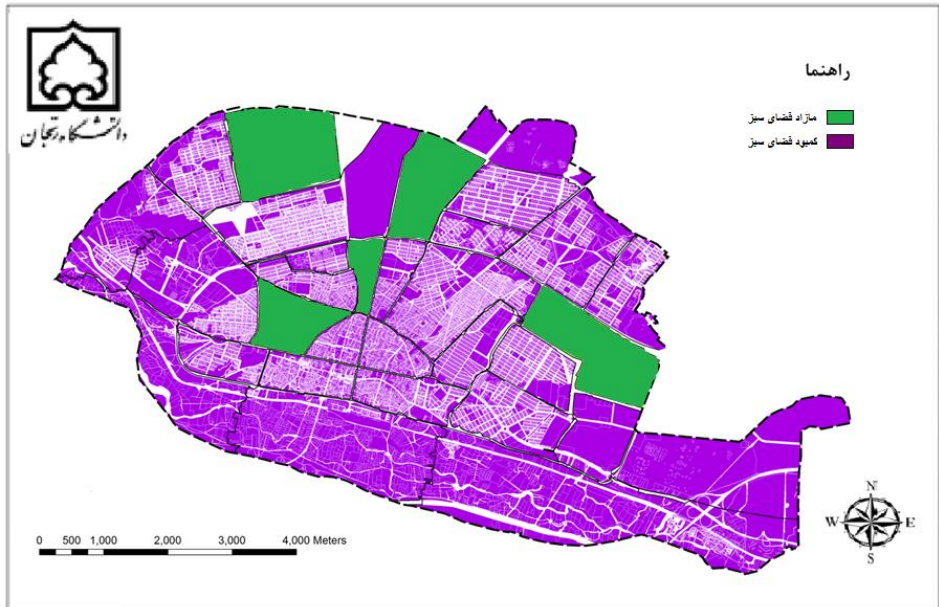 دانشگاه زنجان
راهنما
مازاد فضای سبز
کمبود فضای سبز
N
W E
S
0 500 1,000 2,000 3,000 4,000 Meters